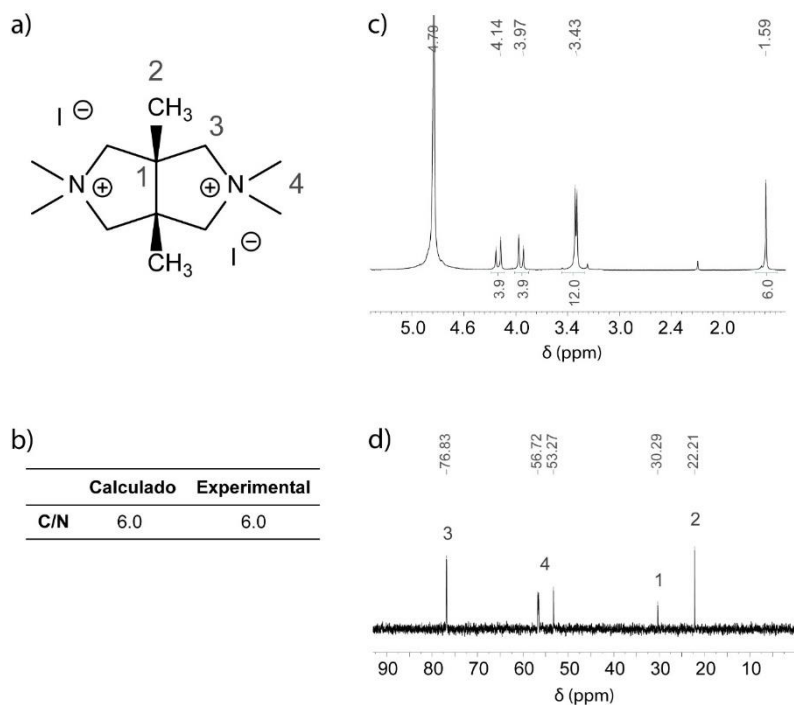 a)
2
CH₃
I ⊖
3
1
N ⊕
⊕ N
4
CH₃
I ⊖
c)
4.79
-4.14
-3.97
-3.43
-1.59
3.9
3.9
12.0
6.0
5.0 4.6 4.0 3.4 3.0 2.4 2.0
δ (ppm)
b)
Calculado Experimental
C/N 6.0 6.0
d)
-76.83
-56.72
-53.27
-30.29
-22.21
3
4
1
2
90 80 70 60 50 40 30 20 10
δ (ppm)